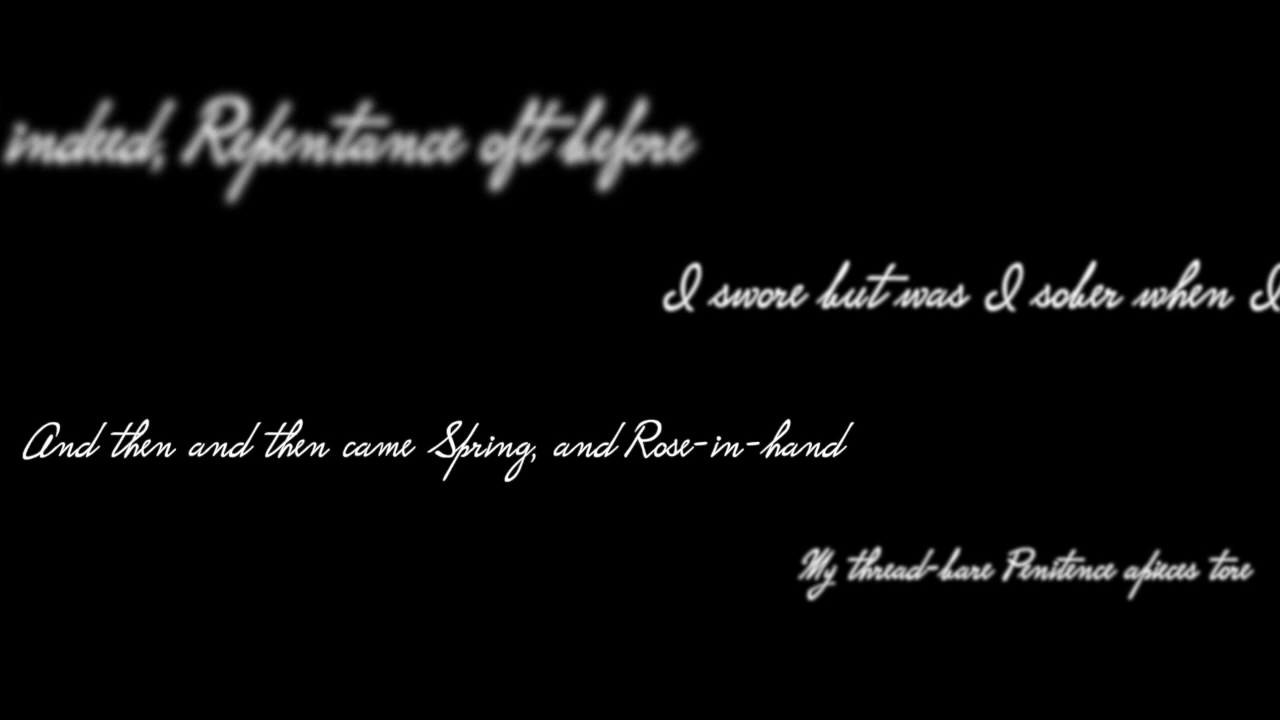 indeed, Repentance oft before
I swore but was I sober when I
And then and then came Spring, and Rose-in-hand
My thread-bare Penitence apieces tore